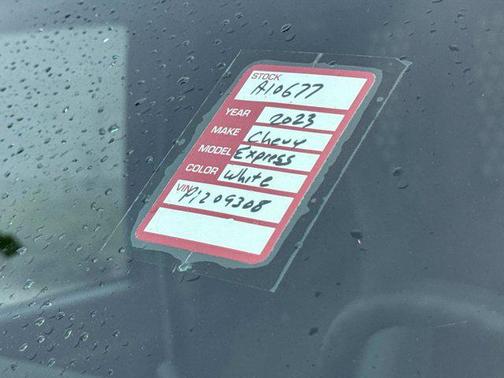 STOCK
A10677
YEAR 2023
MAKE Chevy
MODEL Express
COLOR White
VIN P1209308